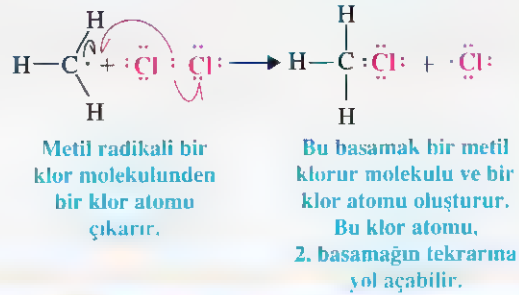 H H
H–C· + :Cl : Cl: → H–C:Cl: + ·Cl:
H H
Metil radikali bir
klor molekulunden
bir klor atomu
çıkarır.
Bu basamak bir metil
klorur molekulu ve bir
klor atomu oluşturur.
Bu klor atomu,
2. basamağın tekrarına
yol açabilir.